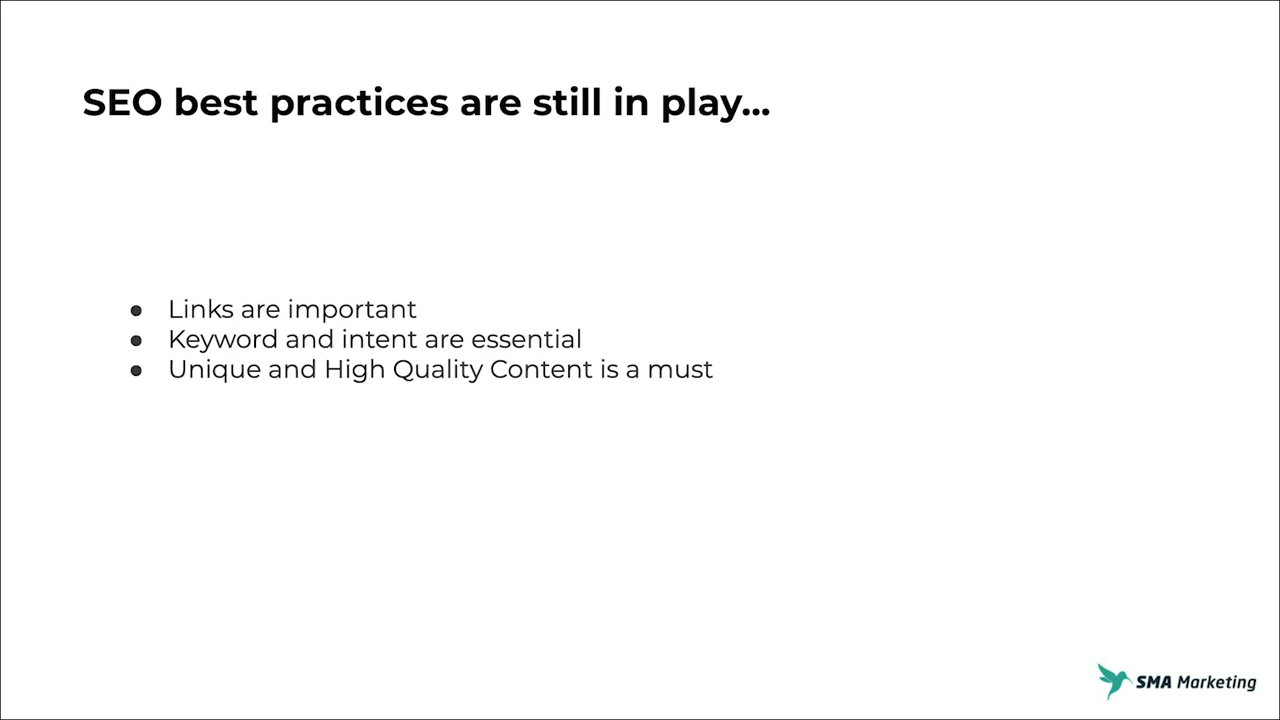 SEO best practices are still in play...
● Links are important
● Keyword and intent are essential
● Unique and High Quality Content is a must
SMA Marketing